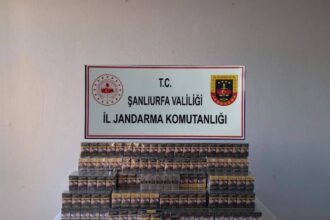 T.C.
ŞANLIURFA VALİLİĞİ
İL JANDARMA KOMUTANLIĞI